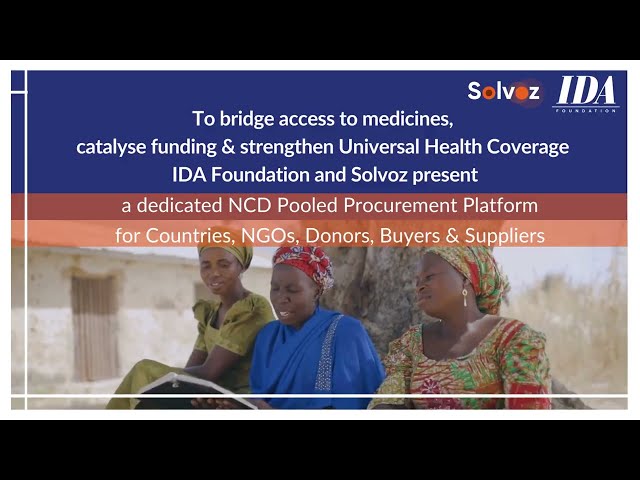 Solvoz IDA
FOUNDATION
To bridge access to medicines,
catalyse funding & strengthen Universal Health Coverage
IDA Foundation and Solvoz present
a dedicated NCD Pooled Procurement Platform
for Countries, NGOs, Donors, Buyers & Suppliers